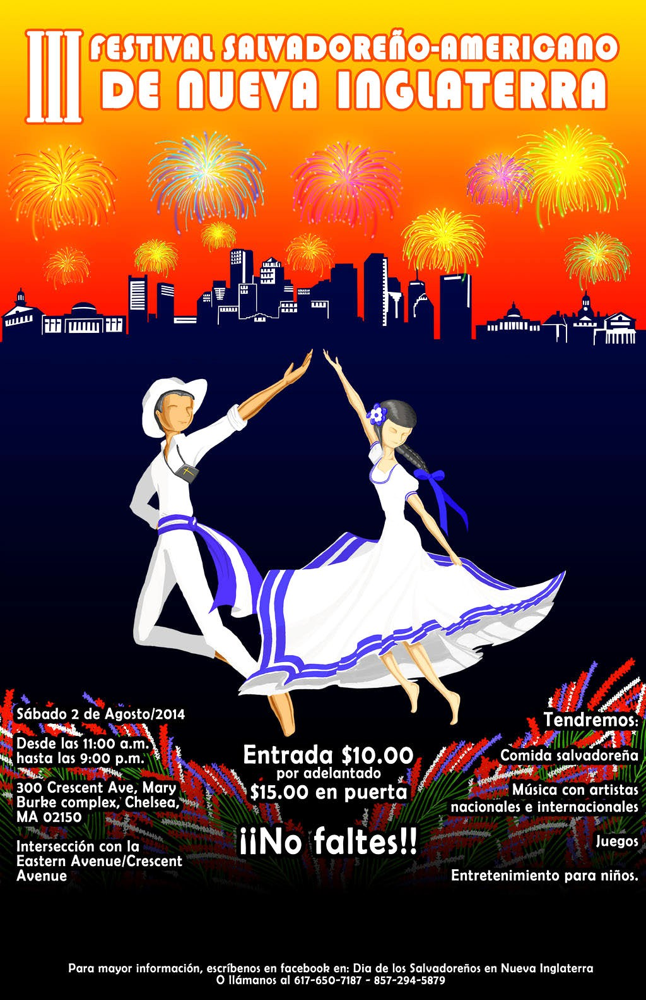 III FESTIVAL SALVADOREÑO-AMERICANO
DE NUEVA INGLATERRA
Sábado 2 de Agosto/2014
Desde las 11:00 a.m.
hasta las 9:00 p.m.
300 Crescent Ave, Mary
Burke complex, Chelsea,
MA 02150
Intersección con la
Eastern Avenue/Crescent
Avenue
Entrada $10.00
por adelantado
$15.00 en puerta
¡¡No faltes!!
Tendremos:
Comida salvadoreña
Música con artistas
nacionales e internacionales
Juegos
Entretenimiento para niños.
Para mayor información, escríbenos en facebook en: Dia de los Salvadoreños en Nueva Inglaterra
O llámanos al 617-650-7187 - 857-294-5879